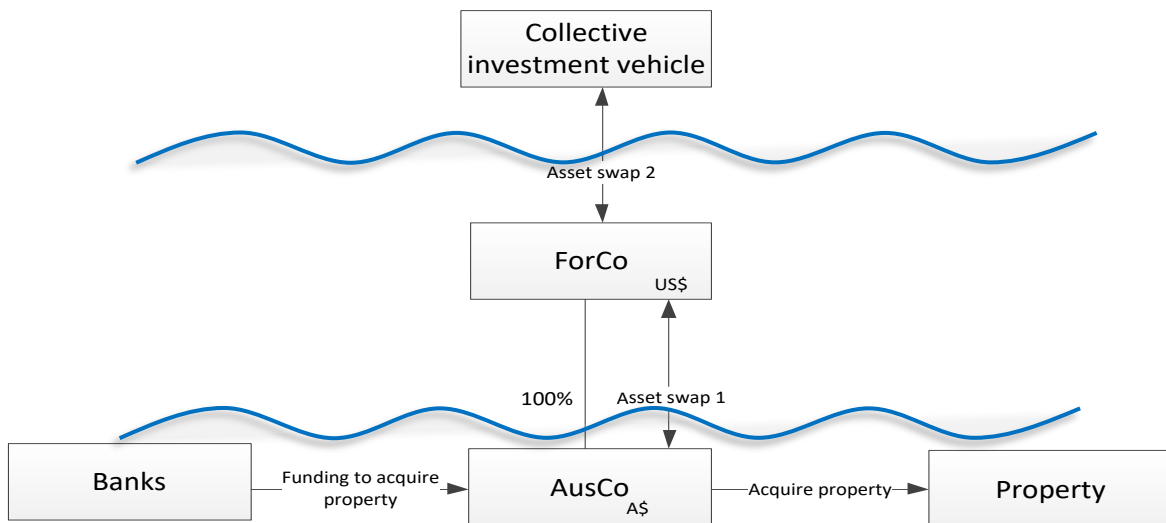 Collective
investment vehicle
Asset swap 2
ForCo
US$
100%
Asset swap 1
Banks
Funding to acquire
property
AusCo
A$
Acquire property
Property